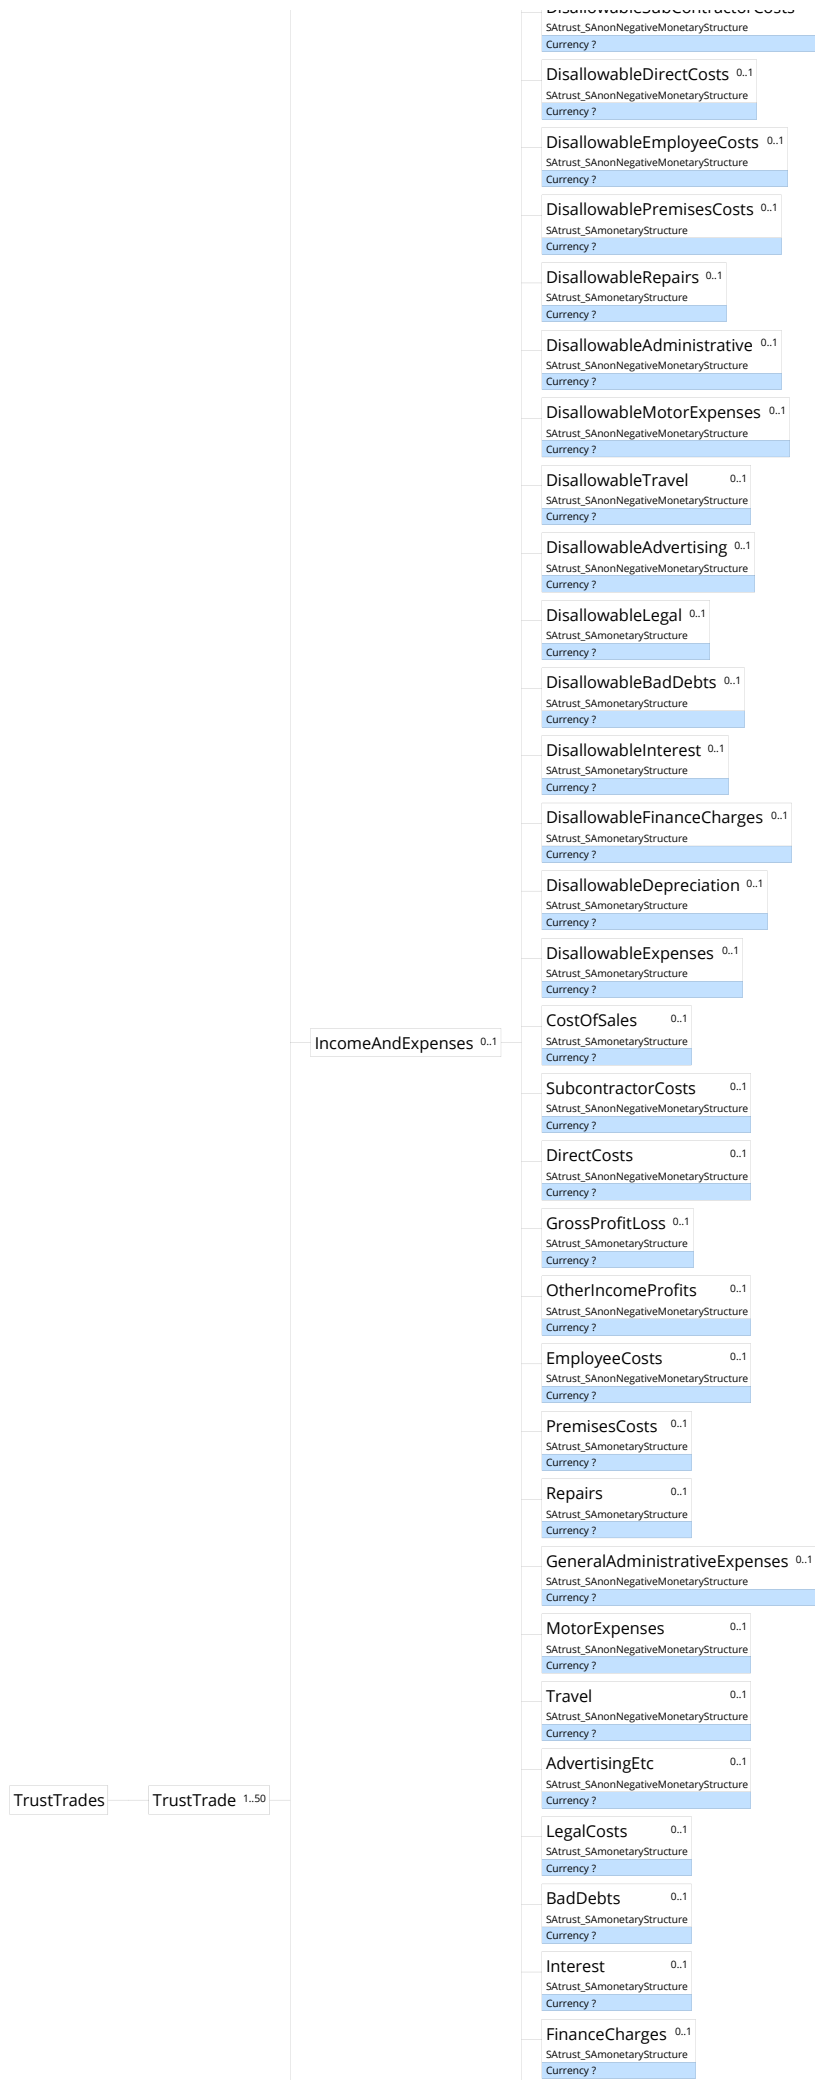 DisallowableSubContractorCosts
SAtrust_SAnonNegativeMonetaryStructure
Currency ?
DisallowableDirectCosts 0..1
SAtrust_SAnonNegativeMonetaryStructure
Currency ?
DisallowableEmployeeCosts 0..1
SAtrust_SAnonNegativeMonetaryStructure
Currency ?
DisallowablePremisesCosts 0..1
SAtrust_SAmonetaryStructure
Currency ?
DisallowableRepairs 0..1
SAtrust_SAmonetaryStructure
Currency ?
DisallowableAdministrative 0..1
SAtrust_SAnonNegativeMonetaryStructure
Currency ?
DisallowableMotorExpenses 0..1
SAtrust_SAnonNegativeMonetaryStructure
Currency ?
DisallowableTravel 0..1
SAtrust_SAnonNegativeMonetaryStructure
Currency ?
DisallowableAdvertising 0..1
SAtrust_SAnonNegativeMonetaryStructure
Currency ?
DisallowableLegal 0..1
SAtrust_SAmonetaryStructure
Currency ?
DisallowableBadDebts 0..1
SAtrust_SAmonetaryStructure
Currency ?
DisallowableInterest 0..1
SAtrust_SAmonetaryStructure
Currency ?
DisallowableFinanceCharges 0..1
SAtrust_SAmonetaryStructure
Currency ?
DisallowableDepreciation 0..1
SAtrust_SAmonetaryStructure
Currency ?
DisallowableExpenses 0..1
SAtrust_SAmonetaryStructure
Currency ?
CostOfSales 0..1
SAtrust_SAmonetaryStructure
Currency ?
IncomeAndExpenses 0..1
SubcontractorCosts 0..1
SAtrust_SAnonNegativeMonetaryStructure
Currency ?
DirectCosts 0..1
SAtrust_SAnonNegativeMonetaryStructure
Currency ?
GrossProfitLoss 0..1
SAtrust_SAmonetaryStructure
Currency ?
OtherIncomeProfits 0..1
SAtrust_SAnonNegativeMonetaryStructure
Currency ?
EmployeeCosts 0..1
SAtrust_SAnonNegativeMonetaryStructure
Currency ?
PremisesCosts 0..1
SAtrust_SAmonetaryStructure
Currency ?
Repairs 0..1
SAtrust_SAmonetaryStructure
Currency ?
GeneralAdministrativeExpenses 0..1
SAtrust_SAnonNegativeMonetaryStructure
Currency ?
MotorExpenses 0..1
SAtrust_SAnonNegativeMonetaryStructure
Currency ?
Travel 0..1
SAtrust_SAnonNegativeMonetaryStructure
Currency ?
AdvertisingEtc 0..1
SAtrust_SAnonNegativeMonetaryStructure
Currency ?
TrustTrades
TrustTrade 1..50
LegalCosts 0..1
SAtrust_SAmonetaryStructure
Currency ?
BadDebts 0..1
SAtrust_SAmonetaryStructure
Currency ?
Interest 0..1
SAtrust_SAmonetaryStructure
Currency ?
FinanceCharges 0..1
SAtrust_SAmonetaryStructure
Currency ?